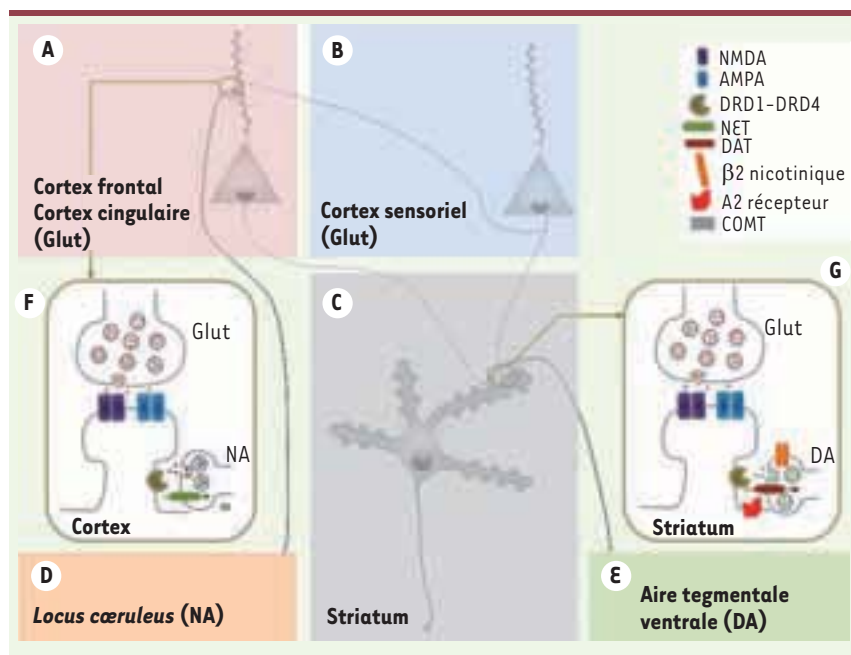 A
B
Cortex frontal
Cortex cingulaire
(Glut)
Cortex sensoriel
(Glut)
NMDA
AMPA
DRD1-DRD4
NET
DAT
β2 nicotinique
A2 récepteur
COMT
F
Glut
NA
Cortex
C
Striatum
G
Glut
DA
Striatum
D
Locus cœruleus (NA)
E
Aire tegmentale
ventrale (DA)